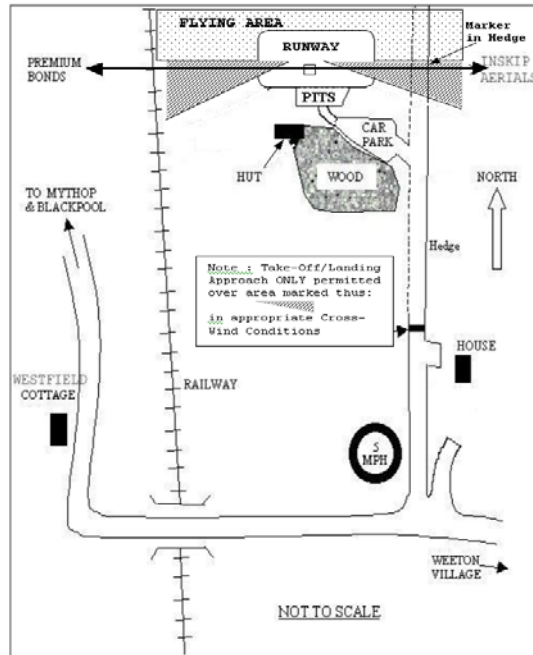 FLYING AREA
Marker
in Hedge
RUNWAY
PREMIUM
BONDS
INSKIP
AERIALS
PITS
CAR
PARK
HUT
WOOD
TO MYTHOP
& BLACKPOOL
NORTH
Hedge
Note : Take-Off/Landing
Approach ONLY permitted
over area marked thus:
in appropriate Cross-
Wind Conditions
HOUSE
RAILWAY
WESTFIELD
COTTAGE
5
MPH
WEETON
VILLAGE
NOT TO SCALE